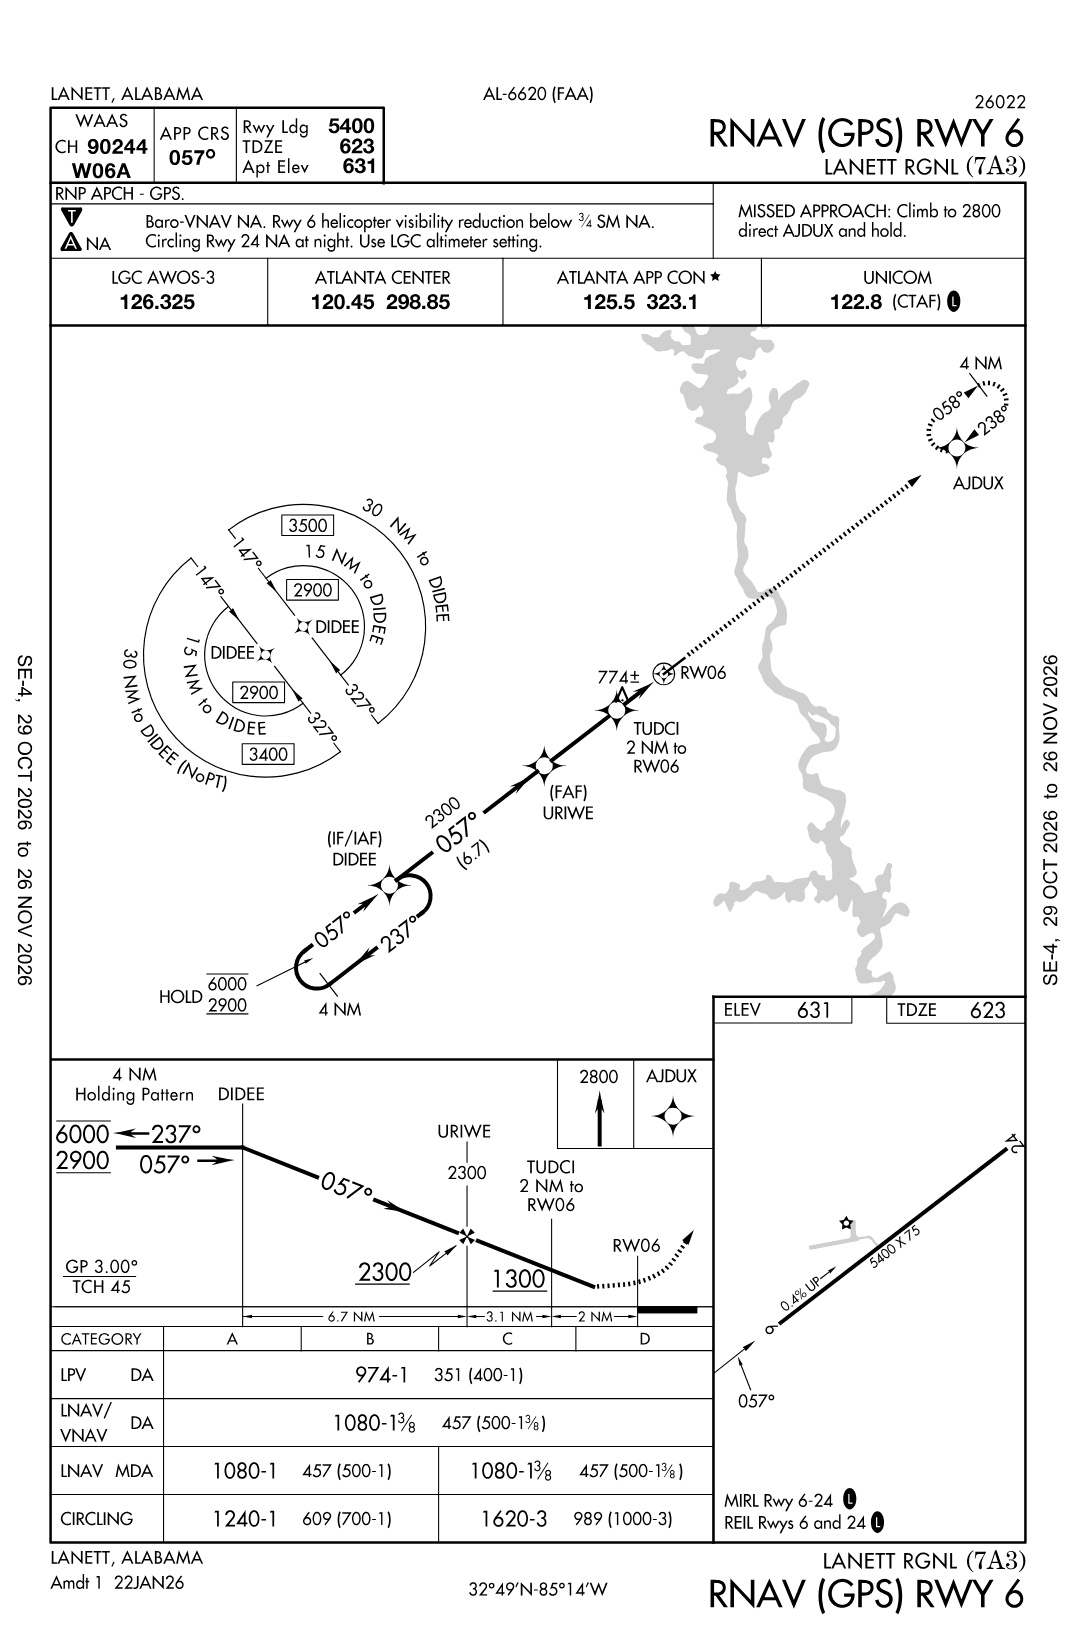 LANETT, ALABAMA
AL-6620 (FAA)
26022
WAAS
CH 90244
W06A
APP CRS
057°
Rwy Ldg 5400
TDZE 623
Apt Elev 631
RNAV (GPS) RWY 6
LANETT RGNL (7A3)
RNP APCH - GPS.
T
A NA
Baro-VNAV NA. Rwy 6 helicopter visibility reduction below ¾ SM NA.
Circling Rwy 24 NA at night. Use LGC altimeter setting.
MISSED APPROACH: Climb to 2800
direct AJDUX and hold.
LGC AWOS-3
126.325
ATLANTA CENTER
120.45 298.85
ATLANTA APP CON
125.5 323.1
UNICOM
122.8 (CTAF) L
4 NM
058°
238°
AJDUX
30 NM to DIDEE
3500
147°
15 NM to DIDEE
2900
DIDEE
327°
147°
DIDEE
2900
15 NM to DIDEE
327°
3400
30 NM to DIDEE (NoPT)
774±
RW06
TUDCI
2 NM to
RW06
(FAF)
URIWE
2300
057°
(6.7)
(IF/IAF)
DIDEE
057°
237°
HOLD 6000
2900
4 NM
SE-4, 29 OCT 2026 to 26 NOV 2026
SE-4, 29 OCT 2026 to 26 NOV 2026
ELEV 631
TDZE 623
24
5400 X 75
0.4% UP
6
057°
MIRL Rwy 6-24 L
REIL Rwys 6 and 24 L
4 NM
Holding Pattern
DIDEE
6000
2900
237°
057°
057°
URIWE
2300
TUDCI
2 NM to
RW06
RW06
2800
AJDUX
GP 3.00°
TCH 45
2300
1300
6.7 NM
3.1 NM
2 NM
CATEGORY A B C D
LPV DA 974-1 351 (400-1)
LNAV/
VNAV DA 1080-1⅜ 457 (500-1⅜)
LNAV MDA 1080-1 457 (500-1) 1080-1⅜ 457 (500-1⅜)
CIRCLING 1240-1 609 (700-1) 1620-3 989 (1000-3)
LANETT, ALABAMA
Amdt 1 22JAN26
32°49'N-85°14'W
LANETT RGNL (7A3)
RNAV (GPS) RWY 6